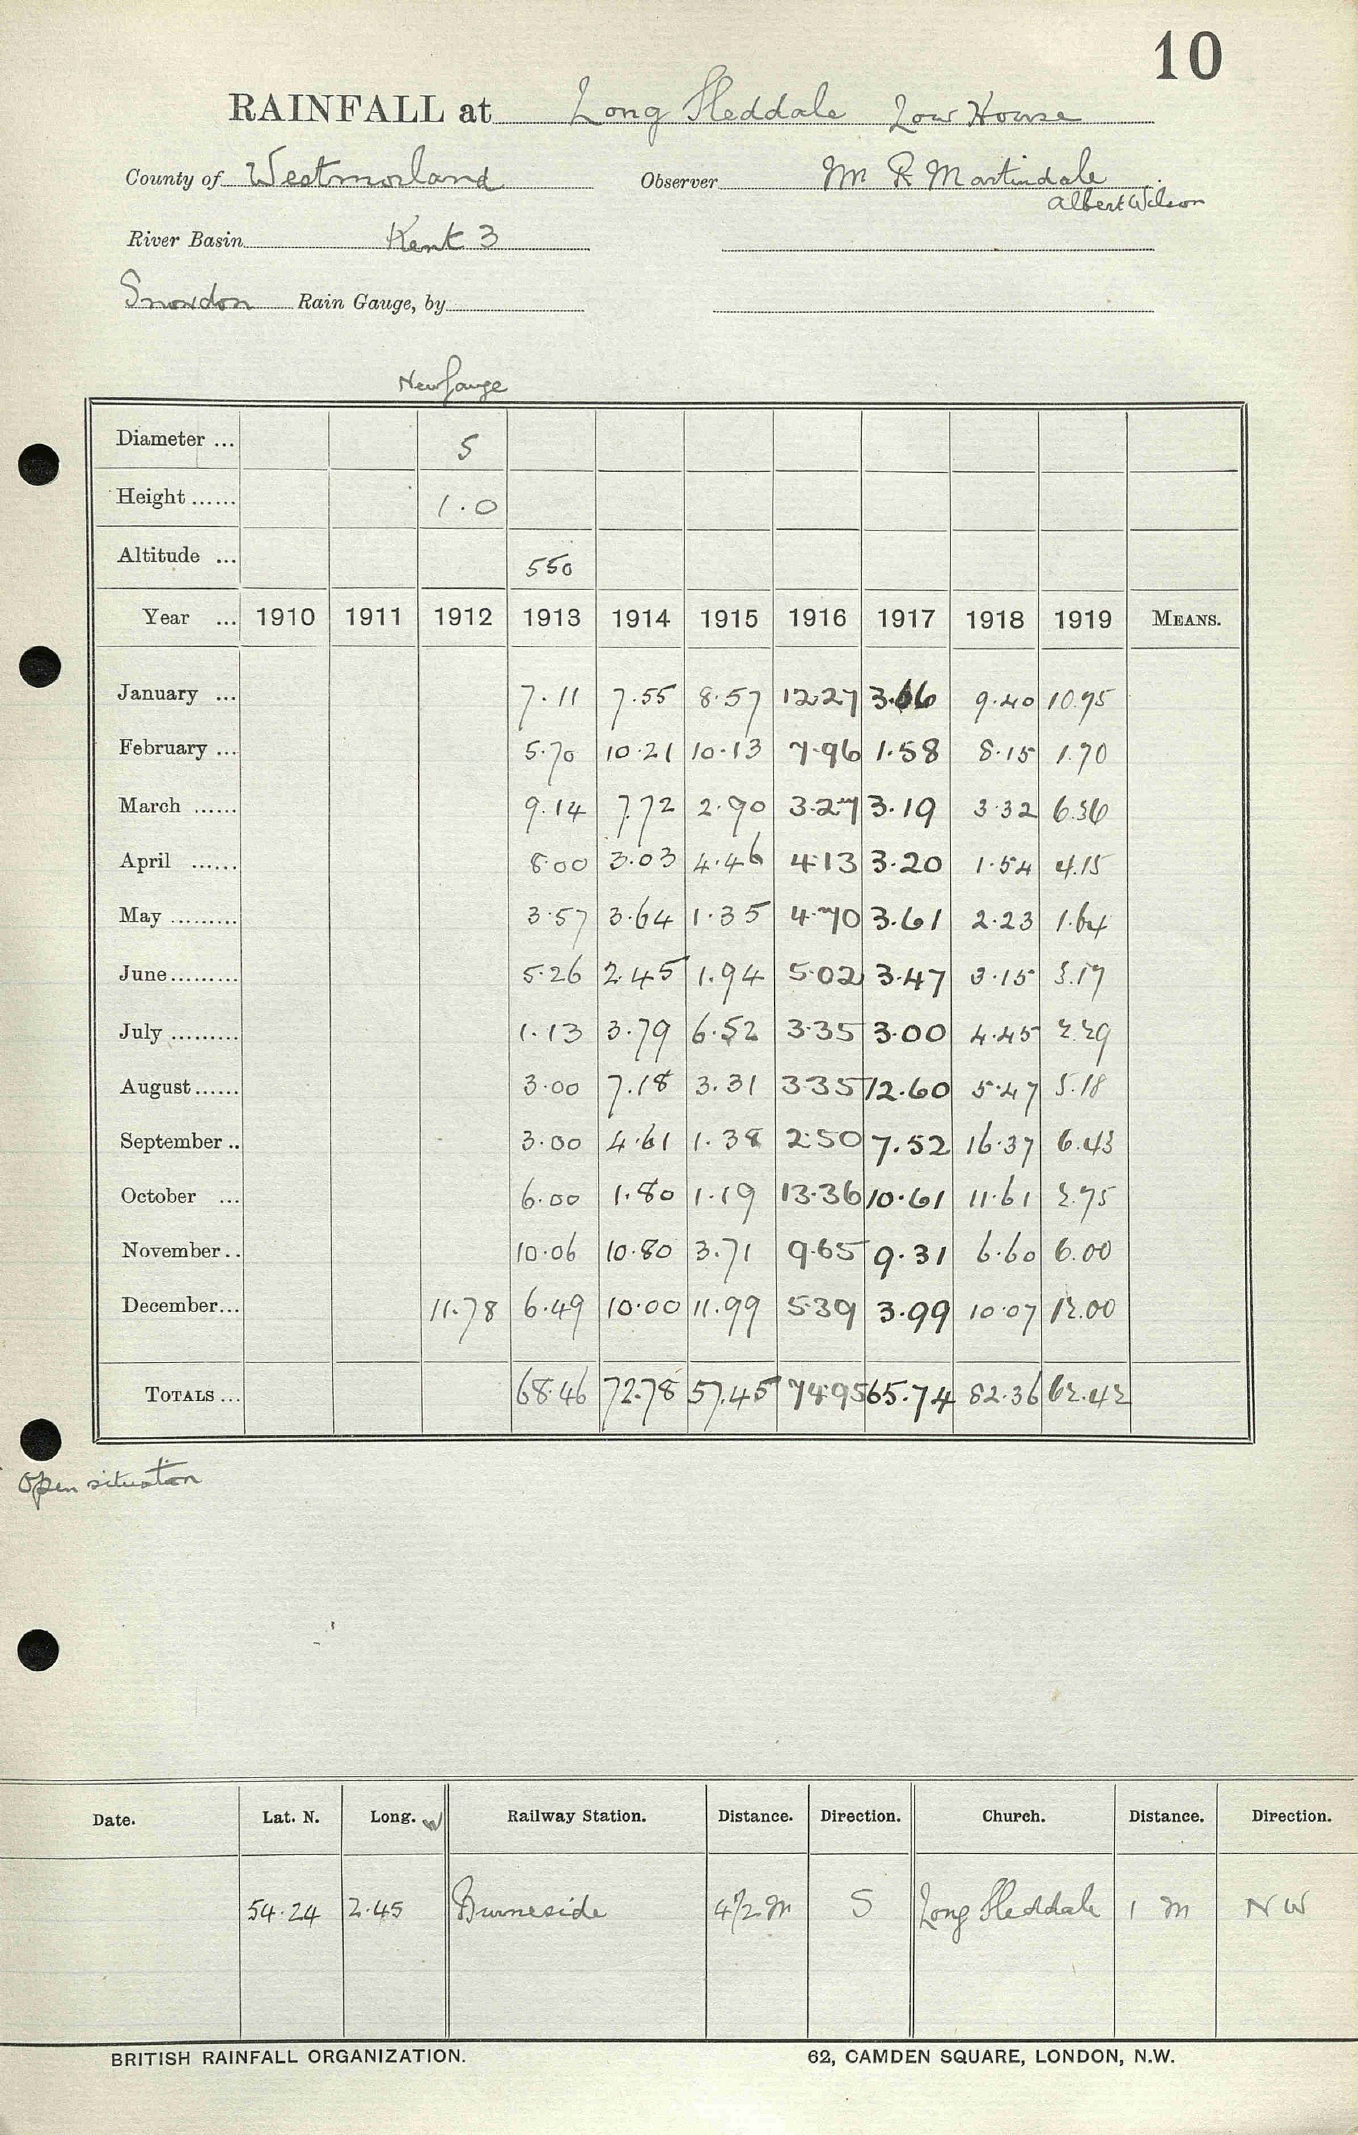 10
RAINFALL at Long Sleddale Low House
County of Westmorland Observer Mr R Martindale
Albert Wilson
River Basin Kent 3
Snowdon Rain Gauge, by
New Gauge
Diameter ... 5
Height ...... 1.0
Altitude ... 550
Year ... 1910 1911 1912 1913 1914 1915 1916 1917 1918 1919 MEANS.
January ... 7.11 7.55 8.57 12.27 3.66 9.40 10.75
February ... 5.70 10.21 10.13 7.96 1.58 8.15 1.70
March ...... 9.14 7.72 2.90 3.27 3.19 3.32 6.36
April ...... 8.00 3.03 4.46 4.13 3.20 1.54 4.15
May ......... 3.57 3.64 1.35 4.70 3.61 2.23 1.64
June......... 5.26 2.45 1.94 5.02 3.47 3.15 3.17
July ......... 1.13 3.79 6.52 3.35 3.00 4.45 2.29
August...... 3.00 7.18 3.31 3.35 12.60 5.47 5.18
September .. 3.00 4.61 1.38 2.50 7.52 16.37 6.43
October ... 6.00 1.80 1.19 13.36 10.61 11.61 2.75
November.. 10.06 10.80 3.71 9.65 9.31 6.60 6.00
December... 11.78 6.49 10.00 11.99 5.39 3.99 10.07 12.00
TOTALS ... 68.46 72.78 57.45 74.95 65.74 82.36 62.42
Open situation
Date. Lat. N. Long. W Railway Station. Distance. Direction. Church. Distance. Direction.
54.24 2.45 Burneside 4½ M S Long Sleddale 1 M NW
BRITISH RAINFALL ORGANIZATION. 62, CAMDEN SQUARE, LONDON, N.W.